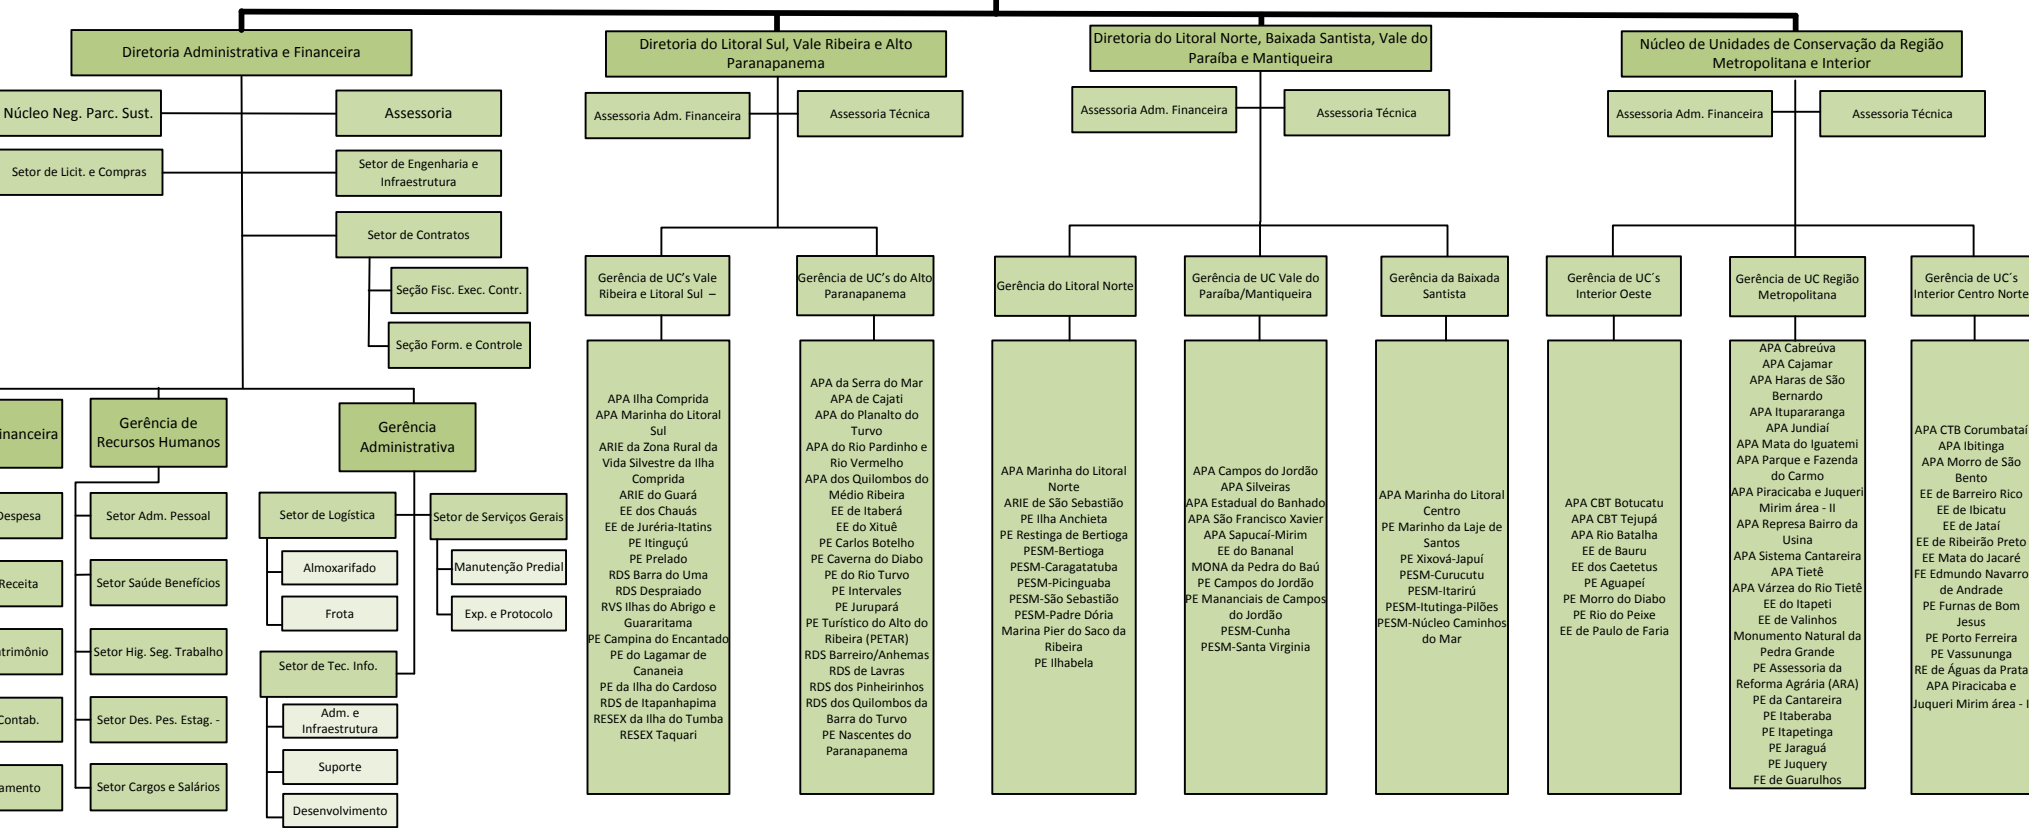 Diretoria Administrativa e Financeira
Diretoria do Litoral Sul, Vale Ribeira e Alto
Paranapanema
Diretoria do Litoral Norte, Baixada Santista, Vale do
Paraíba e Mantiqueira
Núcleo de Unidades de Conservação da Região
Metropolitana e Interior
Núcleo Neg. Parc. Sust.
Assessoria
Setor de Licit. e Compras
Setor de Engenharia e
Infraestrutura
Setor de Contratos
Seção Fisc. Exec. Contr.
Seção Form. e Controle
Assessoria Adm. Financeira
Assessoria Técnica
Assessoria Adm. Financeira
Assessoria Técnica
Assessoria Adm. Financeira
Assessoria Técnica
inanceira
Despesa
Receita
trimônio
Contab.
amento
Gerência de
Recursos Humanos
Setor Adm. Pessoal
Setor Saúde Benefícios
Setor Hig. Seg. Trabalho
Setor Des. Pes. Estag. -
Setor Cargos e Salários
Gerência
Administrativa
Setor de Logística
Almoxarifado
Frota
Setor de Serviços Gerais
Manutenção Predial
Exp. e Protocolo
Setor de Tec. Info.
Adm. e
Infraestrutura
Suporte
Desenvolvimento
Gerência de UC's Vale
Ribeira e Litoral Sul –
APA Ilha Comprida
APA Marinha do Litoral
Sul
ARIE da Zona Rural da
Vida Silvestre da Ilha
Comprida
ARIE do Guará
EE dos Chauás
EE de Juréria-Itatins
PE Itinguçú
PE Prelado
RDS Barra do Uma
RDS Despraiado
RVS Ilhas do Abrigo e
Guararitama
PE Campina do Encantado
PE do Lagamar de
Cananeia
PE da Ilha do Cardoso
RDS de Itapanhapima
RESEX da Ilha do Tumba
RESEX Taquari
Gerência de UC's do Alto
Paranapanema
APA da Serra do Mar
APA de Cajati
APA do Planalto do
Turvo
APA do Rio Pardinho e
Rio Vermelho
APA dos Quilombos do
Médio Ribeira
EE de Itaberá
EE do Xituê
PE Carlos Botelho
PE Caverna do Diabo
PE do Rio Turvo
PE Intervales
PE Jurupará
PE Turístico do Alto do
Ribeira (PETAR)
RDS Barreiro/Anhemas
RDS de Lavras
RDS dos Pinheirinhos
RDS dos Quilombos da
Barra do Turvo
PE Nascentes do
Paranapanema
Gerência do Litoral Norte
APA Marinha do Litoral
Norte
ARIE de São Sebastião
PE Ilha Anchieta
PE Restinga de Bertioga
PESM-Bertioga
PESM-Caragatatuba
PESM-Picinguaba
PESM-São Sebastião
PESM-Padre Dória
Marina Pier do Saco da
Ribeira
PE Ilhabela
Gerência de UC Vale do
Paraíba/Mantiqueira
APA Campos do Jordão
APA Silveiras
APA Estadual do Banhado
APA São Francisco Xavier
APA Sapucaí-Mirim
EE do Bananal
MONA da Pedra do Baú
PE Campos do Jordão
PE Mananciais de Campos
do Jordão
PESM-Cunha
PESM-Santa Virginia
Gerência da Baixada
Santista
APA Marinha do Litoral
Centro
PE Marinho da Laje de
Santos
PE Xixová-Japuí
PESM-Curucutu
PESM-Itarirú
PESM-Itutinga-Pilões
PESM-Núcleo Caminhos
do Mar
Gerência de UC´s
Interior Oeste
APA CBT Botucatu
APA CBT Tejupá
APA Rio Batalha
EE de Bauru
EE dos Caetetus
PE Aguapeí
PE Morro do Diabo
PE Rio do Peixe
EE de Paulo de Faria
Gerência de UC Região
Metropolitana
APA Cabreúva
APA Cajamar
APA Haras de São
Bernardo
APA Itupararanga
APA Jundiaí
APA Mata do Iguatemi
APA Parque e Fazenda
do Carmo
APA Piracicaba e Juqueri
Mirim área - II
APA Represa Bairro da
Usina
APA Sistema Cantareira
APA Tietê
APA Várzea do Rio Tietê
EE do Itapeti
EE de Valinhos
Monumento Natural da
Pedra Grande
PE Assessoria da
Reforma Agrária (ARA)
PE da Cantareira
PE Itaberaba
PE Itapetinga
PE Jaraguá
PE Juquery
FE de Guarulhos
Gerência de UC´s
Interior Centro Norte
APA CTB Corumbataí
APA Ibitinga
APA Morro de São
Bento
EE de Barreiro Rico
EE de Ibicatu
EE de Jataí
EE de Ribeirão Preto
EE Mata do Jacaré
FE Edmundo Navarro
de Andrade
PE Furnas de Bom
Jesus
PE Porto Ferreira
PE Vassununga
RE de Águas da Prata
APA Piracicaba e
Juqueri Mirim área - I